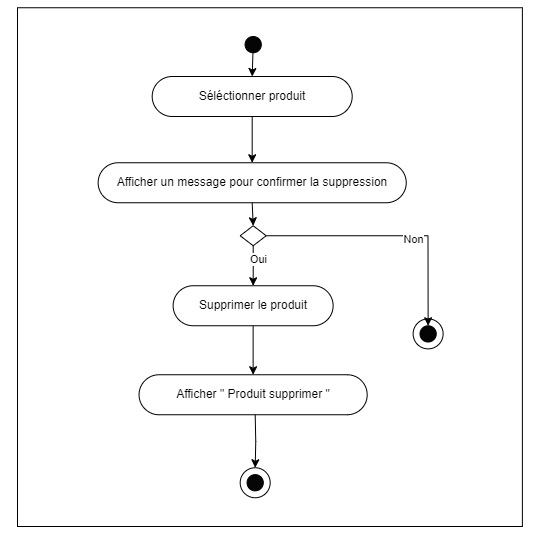 Séléctionner produit
Afficher un message pour confirmer la suppression
Non
Oui
Supprimer le produit
Afficher " Produit supprimer "